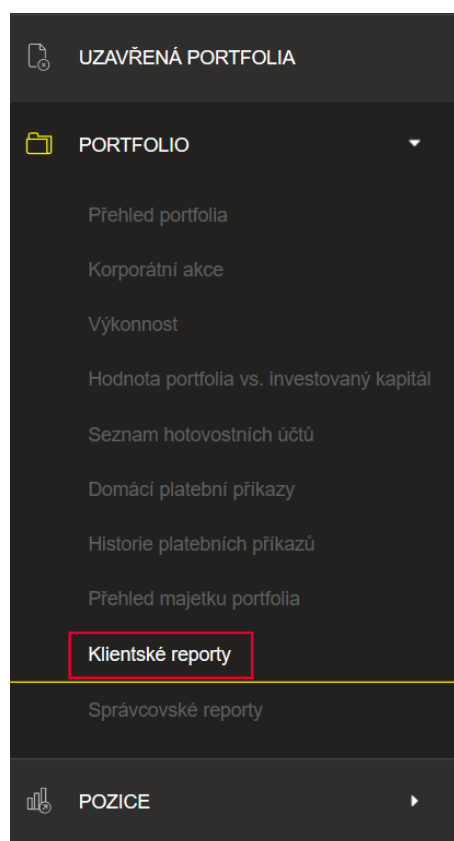 UZAVŘENÁ PORTFOLIA
PORTFOLIO
Přehled portfolia
Korporátní akce
Výkonnost
Hodnota portfolia vs. investovaný kapitál
Seznam hotovostních účtů
Domácí platební příkazy
Historie platebních příkazů
Přehled majetku portfolia
Klientské reporty
Správcovské reporty
POZICE